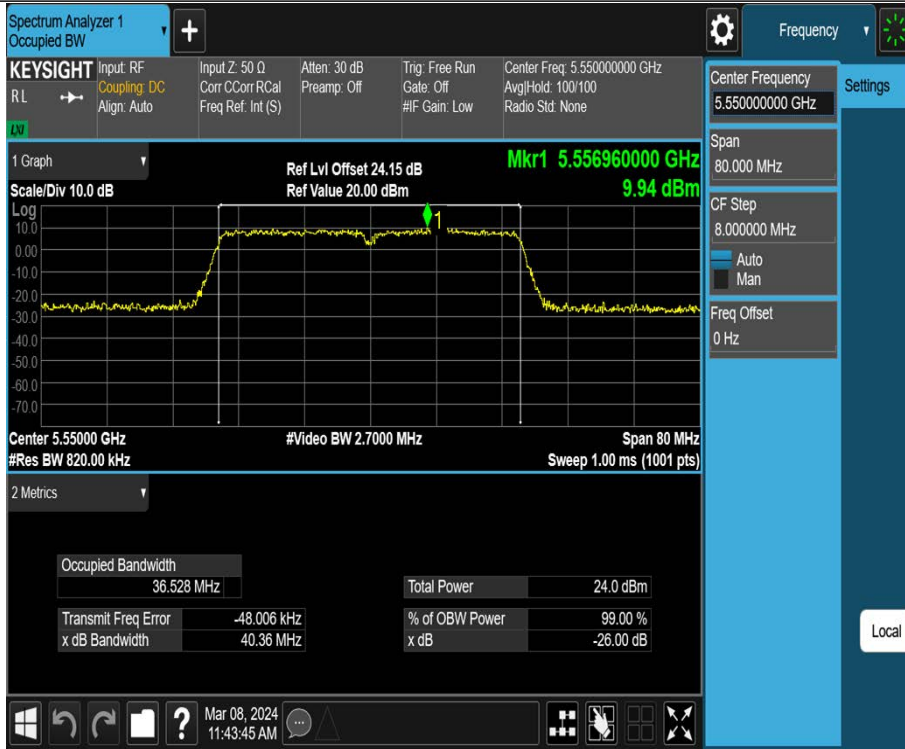 Spectrum Analyzer 1
Occupied BW
+
Frequency
KEYSIGHT
R L
LXI
Input: RF
Coupling: DC
Align: Auto
Input Z: 50 Ω
Corr CCorr RCal
Freq Ref: Int (S)
Atten: 30 dB
Preamp: Off
Trig: Free Run
Gate: Off
#IF Gain: Low
Center Freq: 5.550000000 GHz
Avg|Hold: 100/100
Radio Std: None
Center Frequency
5.550000000 GHz
Settings
Span
80.000 MHz
CF Step
8.000000 MHz
Auto
Man
Freq Offset
0 Hz
1 Graph
Scale/Div 10.0 dB
Ref Lvl Offset 24.15 dB
Ref Value 20.00 dBm
Mkr1 5.556960000 GHz
9.94 dBm
Log
10.0
0.00
-10.0
-20.0
-30.0
-40.0
-50.0
-60.0
-70.0
1
Center 5.55000 GHz
#Video BW 2.7000 MHz
Span 80 MHz
#Res BW 820.00 kHz
Sweep 1.00 ms (1001 pts)
2 Metrics
Occupied Bandwidth
36.528 MHz
Total Power 24.0 dBm
Transmit Freq Error -48.006 kHz
% of OBW Power 99.00 %
x dB Bandwidth 40.36 MHz
x dB -26.00 dB
Local
?
Mar 08, 2024
11:43:45 AM